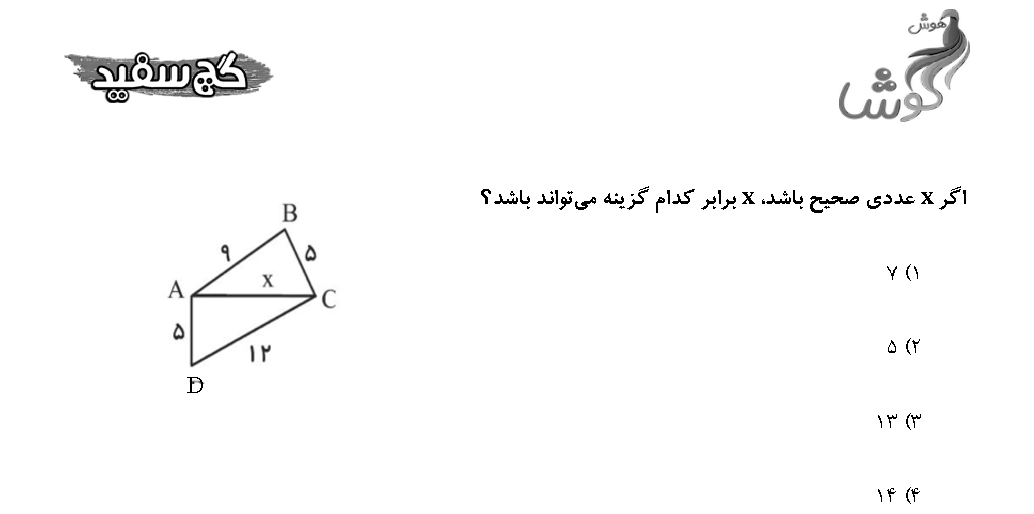 هوش
گوشا
گچ سفید
اگر x عددی صحیح باشد، x برابر کدام گزینه می‌تواند باشد؟
B
۹
۵
x
A
C
۵
۱۲
D
۱) ۷
۲) ۵
۳) ۱۳
۴) ۱۴